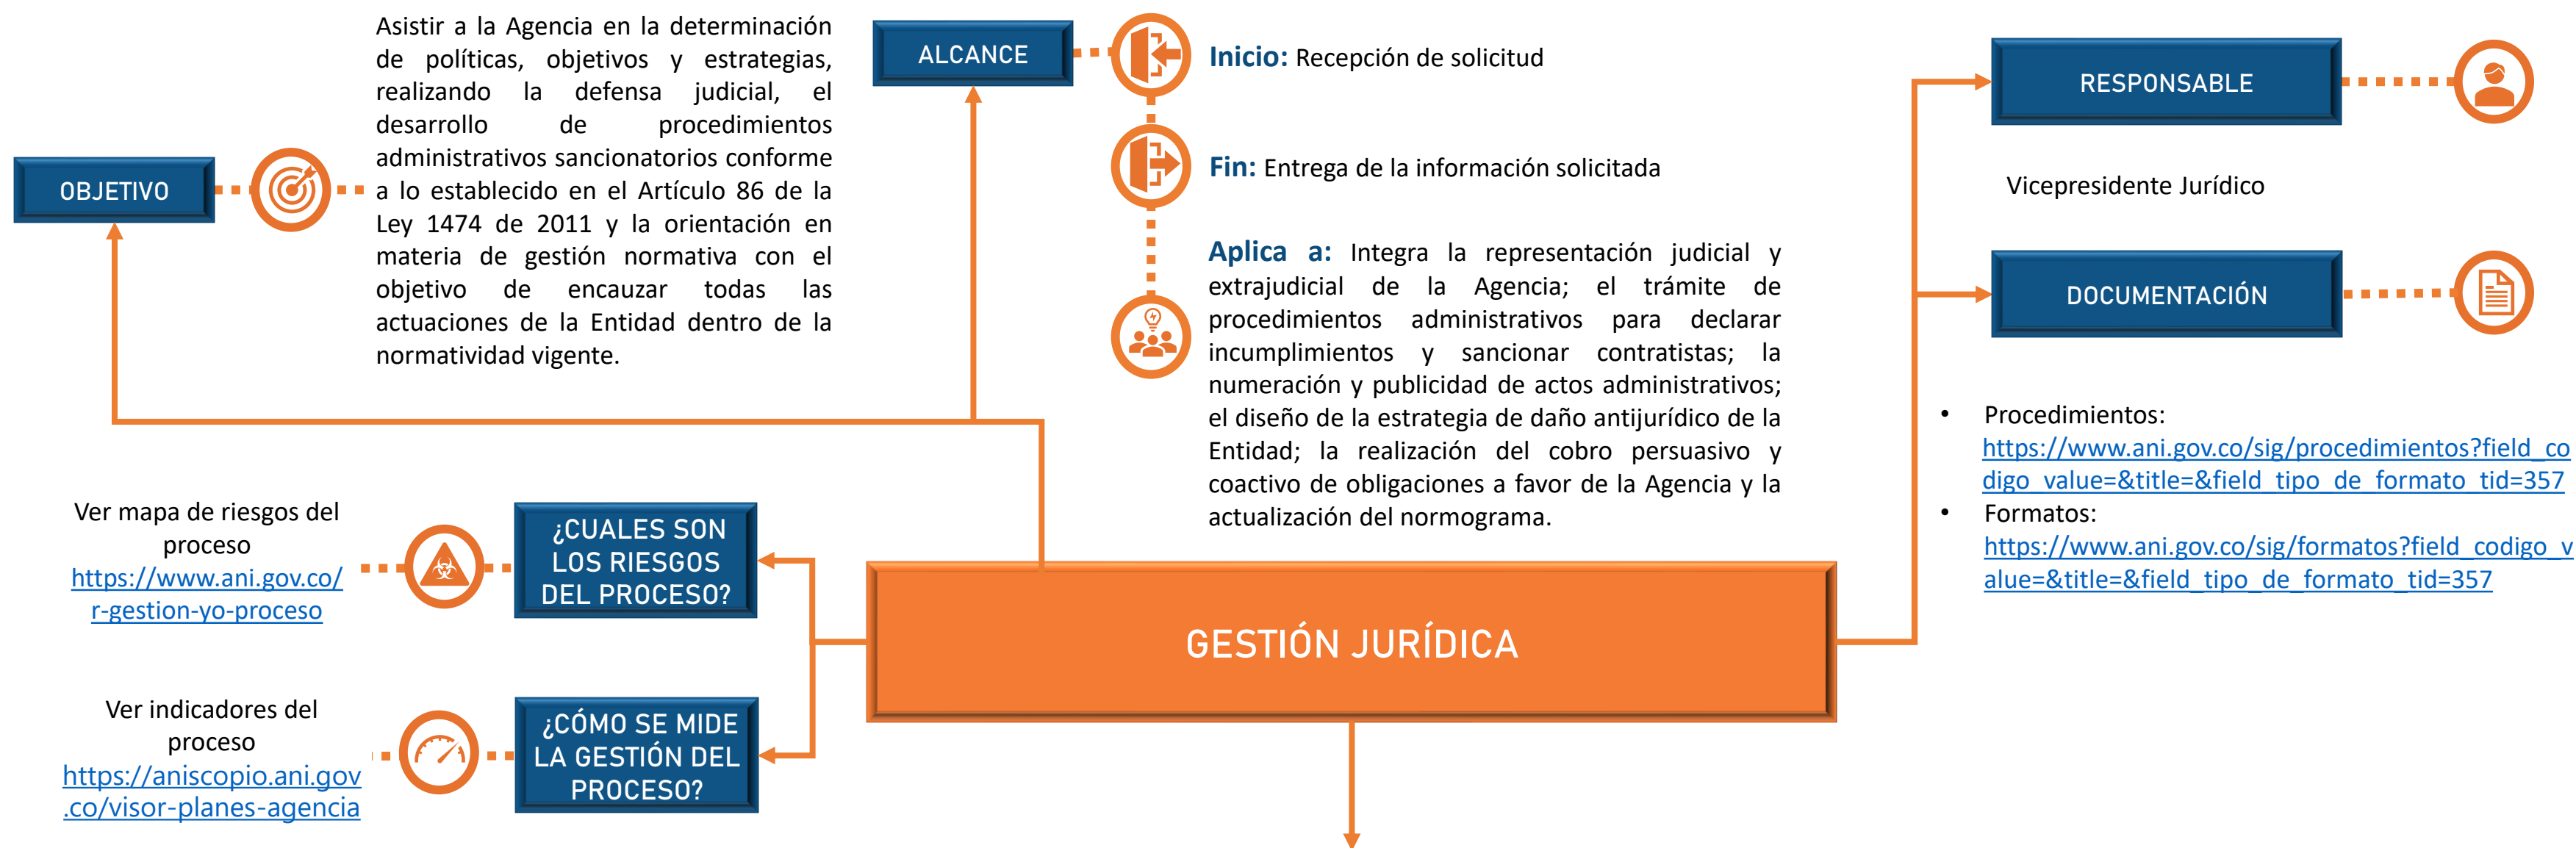 OBJETIVO
Asistir a la Agencia en la determinación
de políticas, objetivos y estrategias,
realizando la defensa judicial, el
desarrollo de procedimientos
administrativos sancionatorios conforme
a lo establecido en el Artículo 86 de la
Ley 1474 de 2011 y la orientación en
materia de gestión normativa con el
objetivo de encauzar todas las
actuaciones de la Entidad dentro de la
normatividad vigente.
ALCANCE
Inicio: Recepción de solicitud
Fin: Entrega de la información solicitada
Aplica a: Integra la representación judicial y
extrajudicial de la Agencia; el trámite de
procedimientos administrativos para declarar
incumplimientos y sancionar contratistas; la
numeración y publicidad de actos administrativos;
el diseño de la estrategia de daño antijurídico de la
Entidad; la realización del cobro persuasivo y
coactivo de obligaciones a favor de la Agencia y la
actualización del normograma.
RESPONSABLE
Vicepresidente Jurídico
DOCUMENTACIÓN
• Procedimientos:
https://www.ani.gov.co/sig/procedimientos?field_co
digo_value=&title=&field_tipo_de_formato_tid=357
• Formatos:
https://www.ani.gov.co/sig/formatos?field_codigo_v
alue=&title=&field_tipo_de_formato_tid=357
Ver mapa de riesgos del
proceso
https://www.ani.gov.co/
r-gestion-yo-proceso
¿CUALES SON
LOS RIESGOS
DEL PROCESO?
GESTIÓN JURÍDICA
Ver indicadores del
proceso
https://aniscopio.ani.gov
.co/visor-planes-agencia
¿CÓMO SE MIDE
LA GESTIÓN DEL
PROCESO?